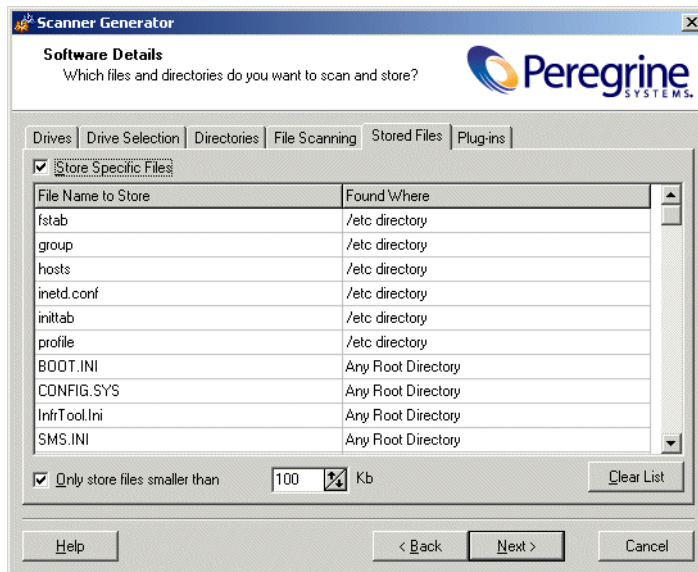 Scanner Generator
Software Details
Which files and directories do you want to scan and store?
Peregrine
SYSTEMS.
Drives Drive Selection Directories File Scanning Stored Files Plug-ins
Store Specific Files
File Name to Store Found Where
fstab /etc directory
group /etc directory
hosts /etc directory
inetd.conf /etc directory
inittab /etc directory
profile /etc directory
BOOT.INI Any Root Directory
CONFIG.SYS Any Root Directory
InfrTool.Ini Any Root Directory
SMS.INI Any Root Directory
Only store files smaller than 100 Kb Clear List
Help < Back Next > Cancel